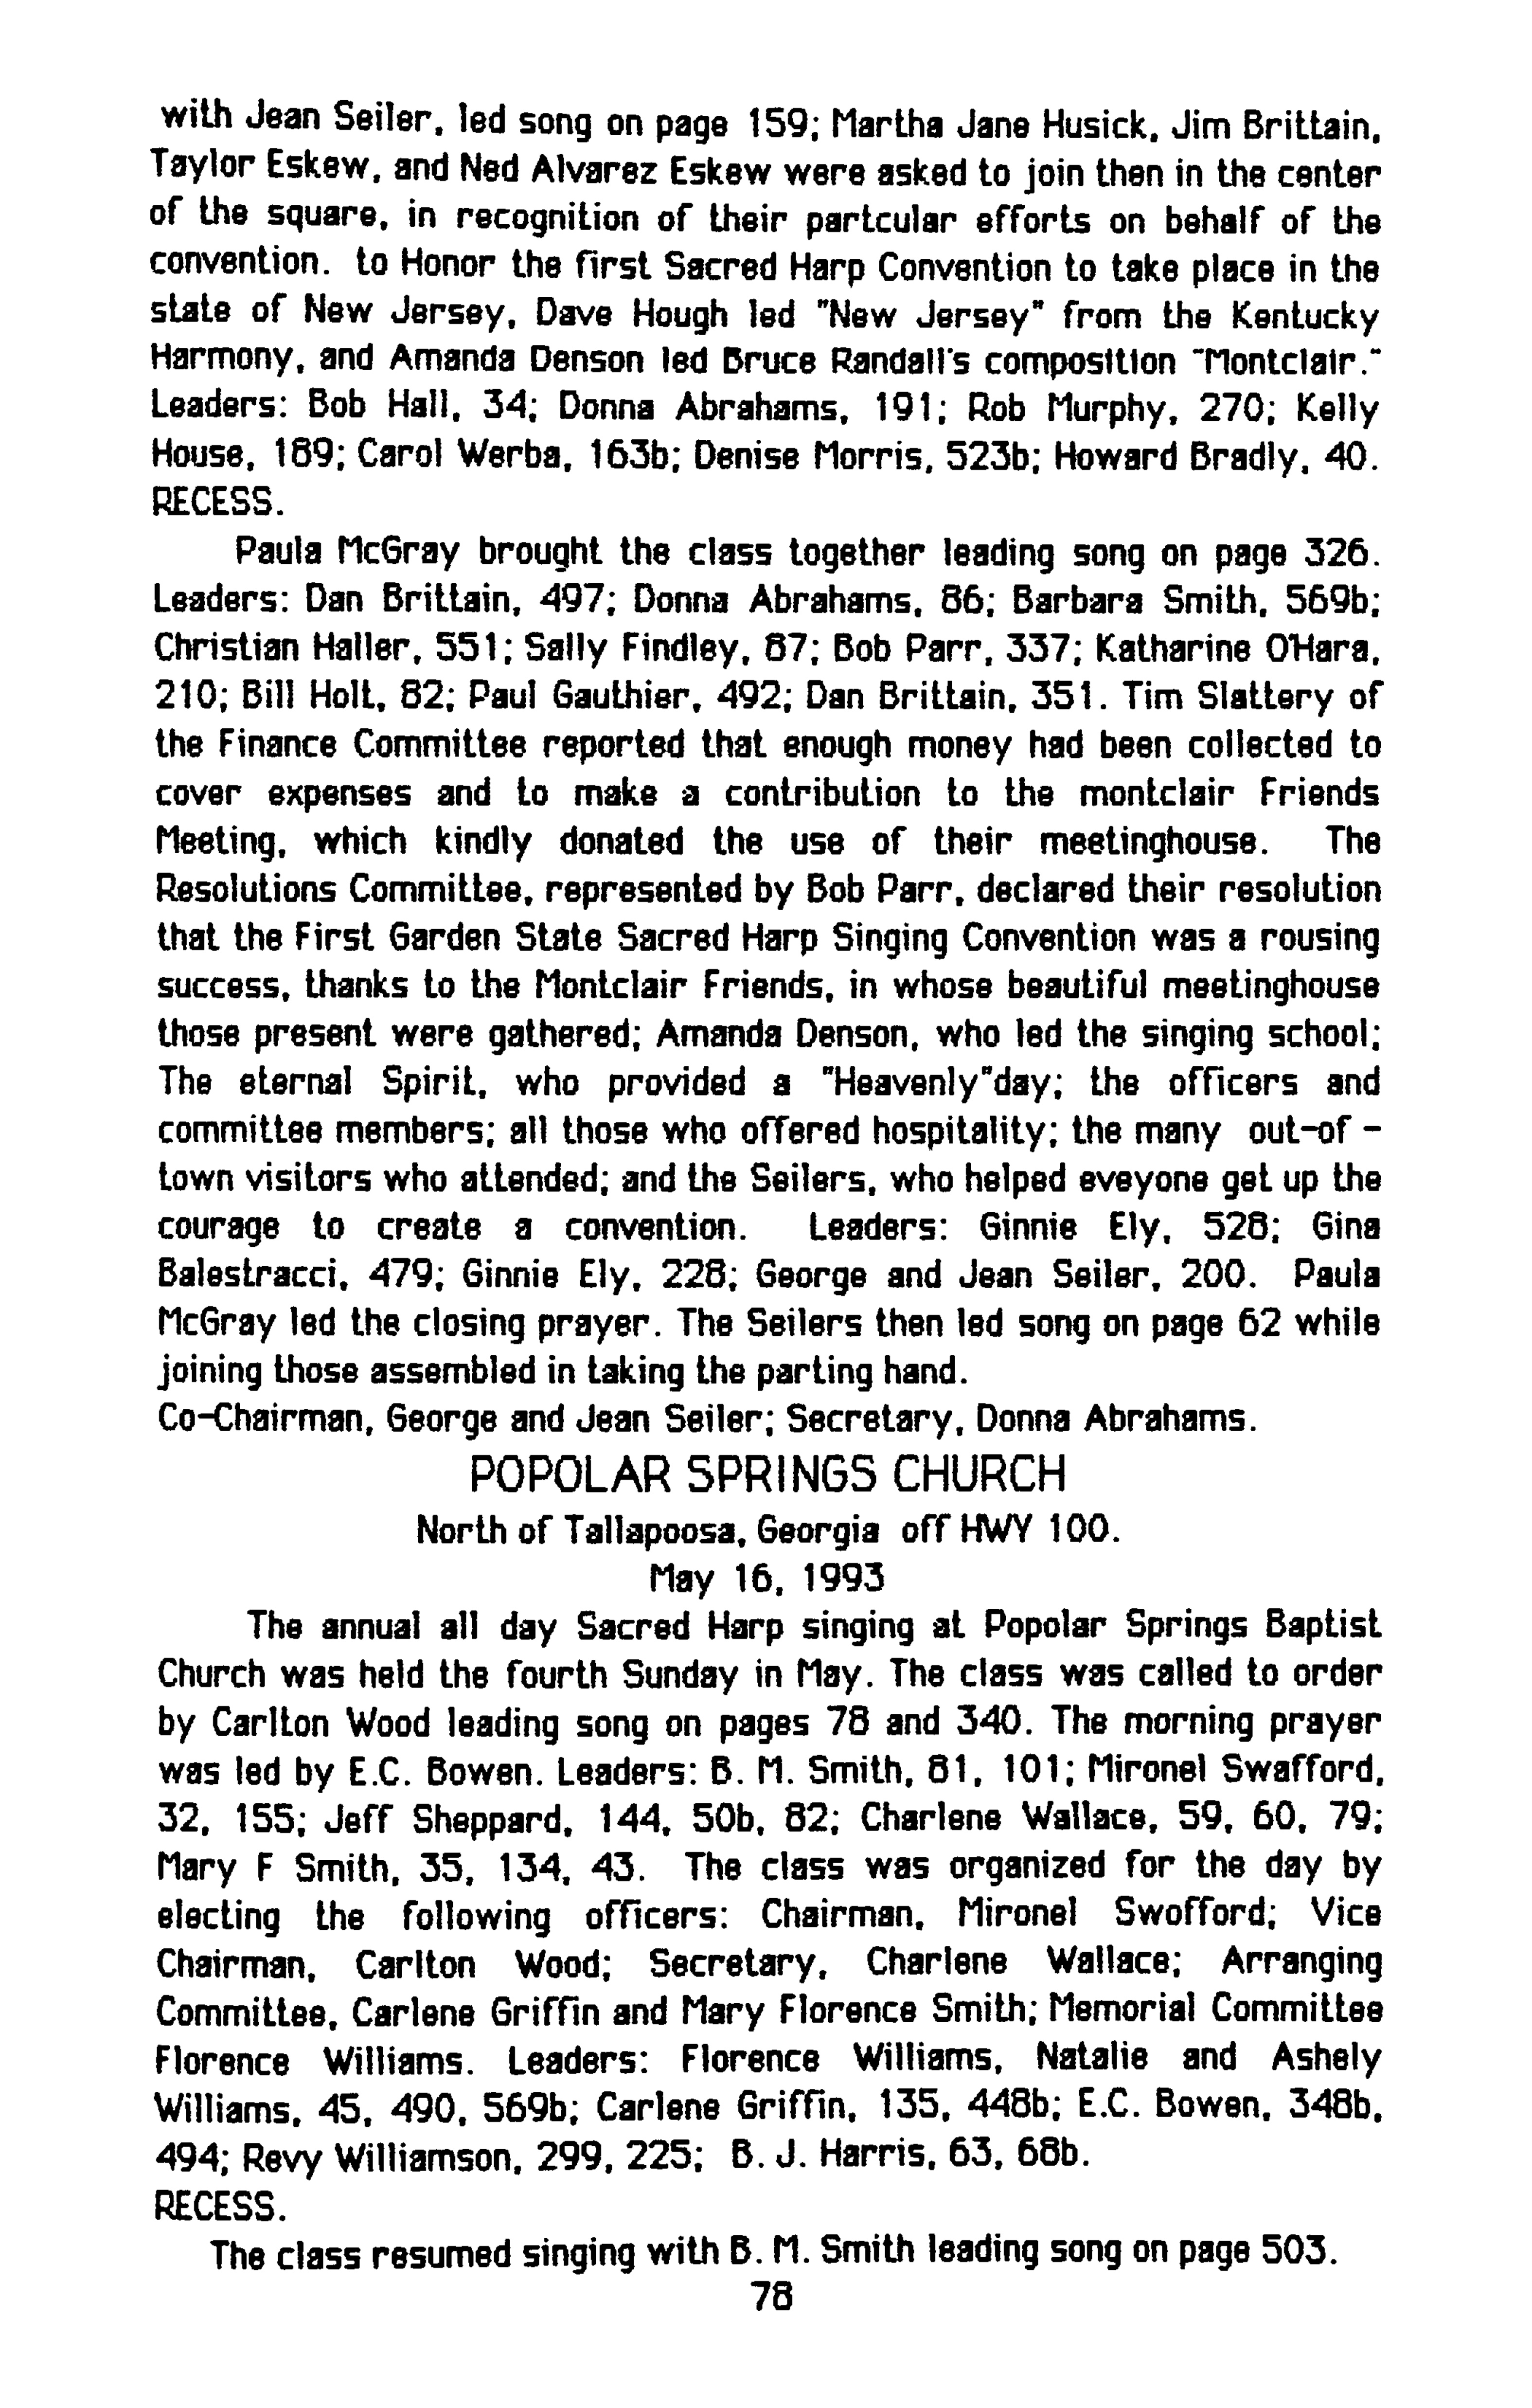 with Jean Seiler, led song on page 159; Martha Jane Husick, Jim Brittain,
Taylor Eskew, and Ned Alvarez Eskew were asked to join then in the center
of the square, in recognition of their partcular efforts on behalf of the
convention. to Honor the first Sacred Harp Convention to take place in the
state of New Jersey, Dave Hough led "New Jersey" from the Kentucky
Harmony, and Amanda Denson led Bruce Randall's composition "Montclair."
Leaders: Bob Hall, 34; Donna Abrahams, 191; Rob Murphy, 270; Kelly
House, 189; Carol Werba, 163b; Denise Morris, 523b; Howard Bradly, 40.
RECESS.
Paula McGray brought the class together leading song on page 326.
Leaders: Dan Brittain, 497; Donna Abrahams, 86; Barbara Smith, 569b;
Christian Haller, 551; Sally Findley, 87; Bob Parr, 337; Katharine O'Hara,
210; Bill Holt, 82; Paul Gauthier, 492; Dan Brittain, 351. Tim Slattery of
the Finance Committee reported that enough money had been collected to
cover expenses and to make a contribution to the montclair Friends
Meeting, which kindly donated the use of their meetinghouse. The
Resolutions Committee, represented by Bob Parr, declared their resolution
that the First Garden State Sacred Harp Singing Convention was a rousing
success, thanks to the Montclair Friends, in whose beautiful meetinghouse
those present were gathered; Amanda Denson, who led the singing school;
The eternal Spirit, who provided a "Heavenly"day; the officers and
committee members; all those who offered hospitality; the many out-of -
town visitors who attended; and the Seilers, who helped eveyone get up the
courage to create a convention. Leaders: Ginnie Ely, 528; Gina
Balestracci, 479; Ginnie Ely, 228; George and Jean Seiler, 200. Paula
McGray led the closing prayer. The Seilers then led song on page 62 while
joining those assembled in taking the parting hand.
Co-Chairman, George and Jean Seiler; Secretary, Donna Abrahams.
POPOLAR SPRINGS CHURCH
North of Tallapoosa, Georgia off HWY 100.
May 16, 1993
The annual all day Sacred Harp singing at Popolar Springs Baptist
Church was held the fourth Sunday in May. The class was called to order
by Carlton Wood leading song on pages 78 and 340. The morning prayer
was led by E.C. Bowen. Leaders: B. M. Smith, 81, 101; Mironel Swafford,
32, 155; Jeff Sheppard, 144, 50b, 82; Charlene Wallace, 59, 60, 79;
Mary F Smith, 35, 134, 43. The class was organized for the day by
electing the following officers: Chairman, Mironel Swofford; Vice
Chairman, Carlton Wood; Secretary, Charlene Wallace; Arranging
Committee, Carlene Griffin and Mary Florence Smith; Memorial Committee
Florence Williams. Leaders: Florence Williams, Natalie and Ashely
Williams, 45, 490, 569b; Carlene Griffin, 135, 448b; E.C. Bowen, 348b,
494; Revy Williamson, 299, 225; B. J. Harris, 63, 68b.
RECESS.
The class resumed singing with B. M. Smith leading song on page 503.
78